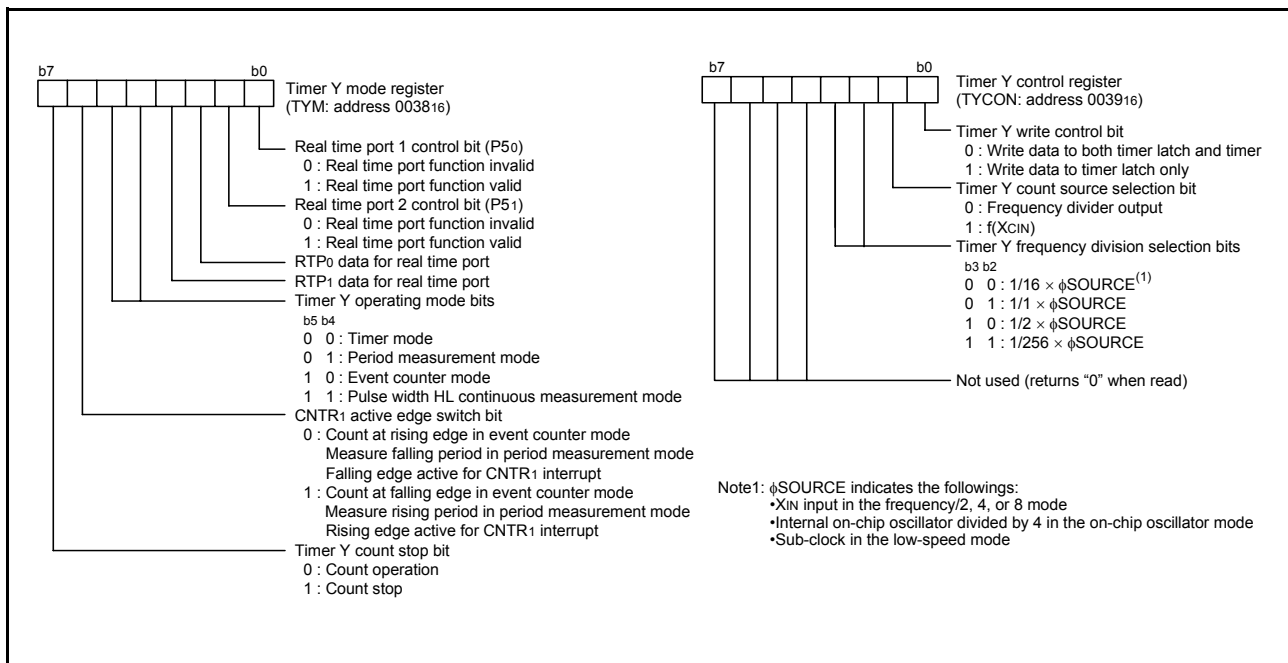 b7 b0
Timer Y mode register
(TYM: address 003816)
Real time port 1 control bit (P50)
0 : Real time port function invalid
1 : Real time port function valid
Real time port 2 control bit (P51)
0 : Real time port function invalid
1 : Real time port function valid
RTP0 data for real time port
RTP1 data for real time port
Timer Y operating mode bits
b5 b4
0 0 : Timer mode
0 1 : Period measurement mode
1 0 : Event counter mode
1 1 : Pulse width HL continuous measurement mode
CNTR1 active edge switch bit
0 : Count at rising edge in event counter mode
Measure falling period in period measurement mode
Falling edge active for CNTR1 interrupt
1 : Count at falling edge in event counter mode
Measure rising period in period measurement mode
Rising edge active for CNTR1 interrupt
Timer Y count stop bit
0 : Count operation
1 : Count stop
b7 b0
Timer Y control register
(TYCON: address 003916)
Timer Y write control bit
0 : Write data to both timer latch and timer
1 : Write data to timer latch only
Timer Y count source selection bit
0 : Frequency divider output
1 : f(XCIN)
Timer Y frequency division selection bits
b3 b2
0 0 : 1/16 × ϕSOURCE(1)
0 1 : 1/1 × ϕSOURCE
1 0 : 1/2 × ϕSOURCE
1 1 : 1/256 × ϕSOURCE
Not used (returns “0” when read)
Note1: ϕSOURCE indicates the followings:
•XIN input in the frequency/2, 4, or 8 mode
•Internal on-chip oscillator divided by 4 in the on-chip oscillator mode
•Sub-clock in the low-speed mode